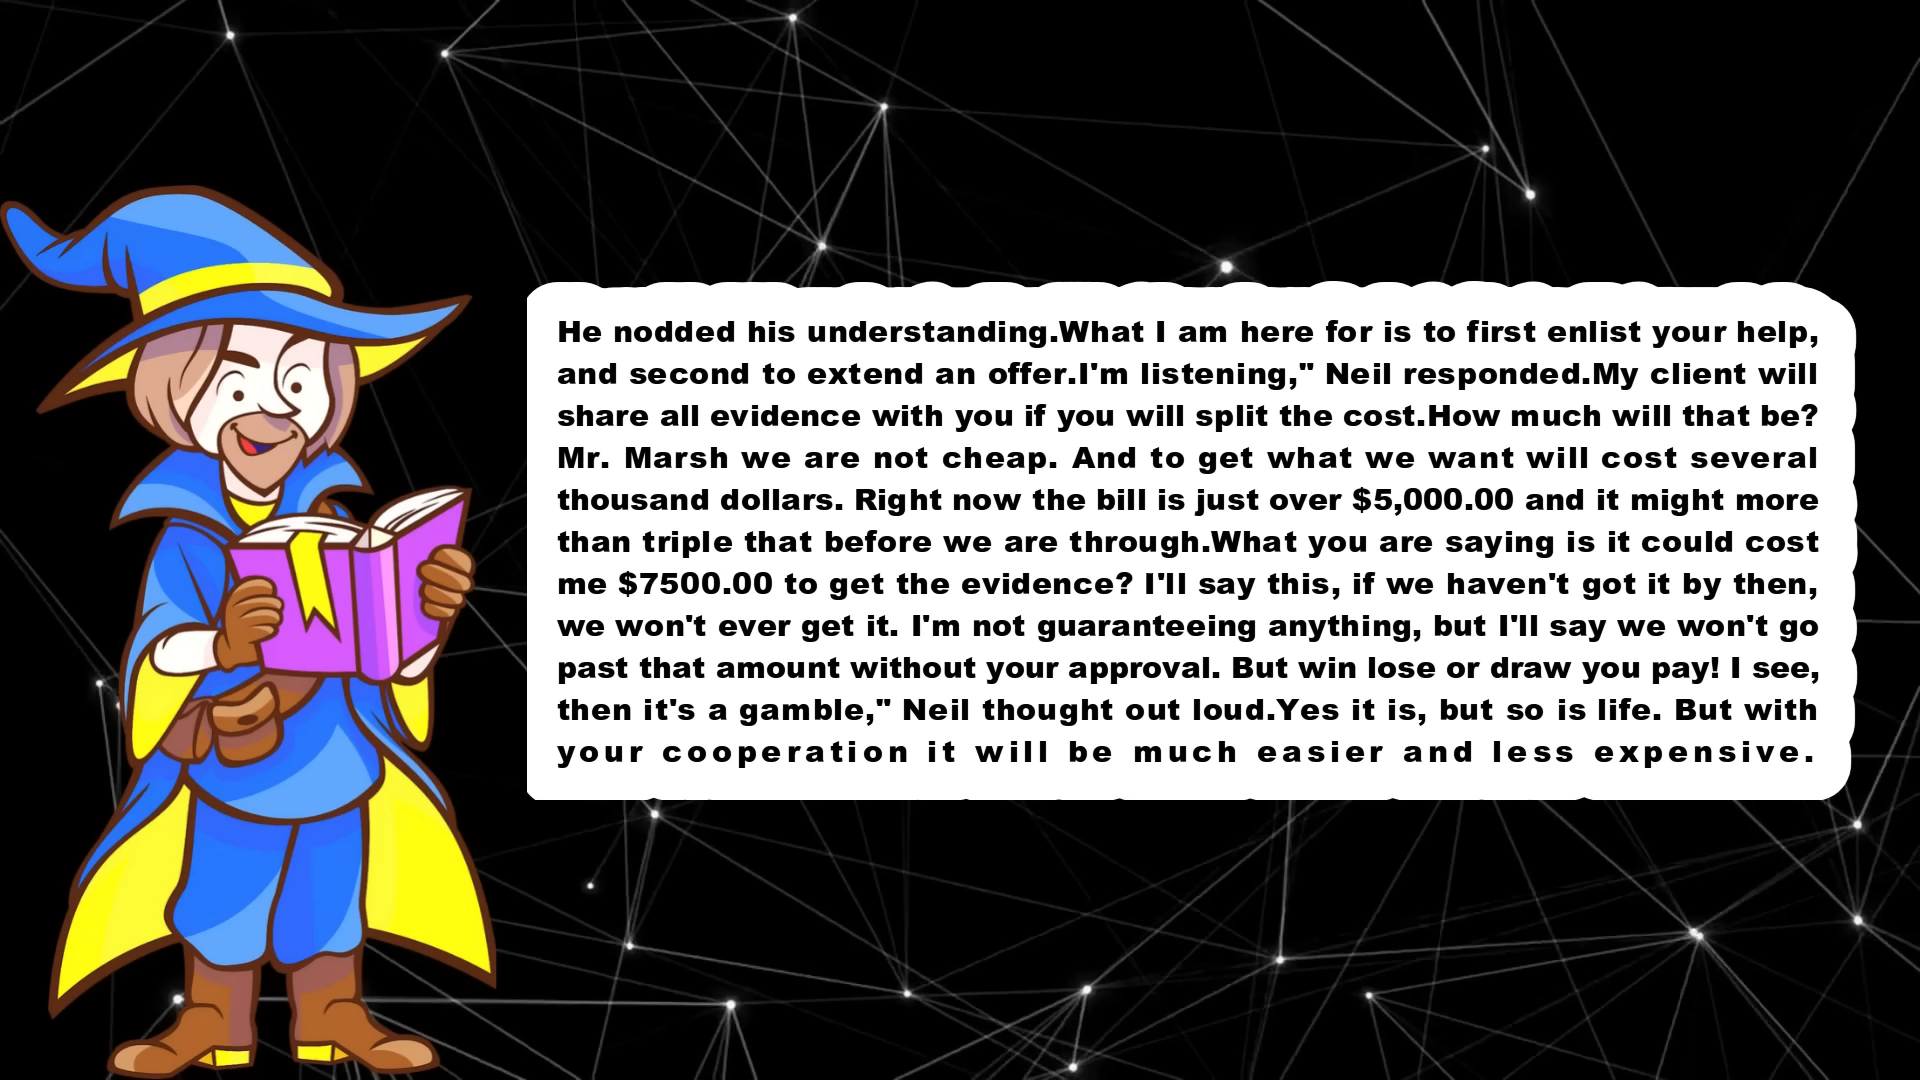 He nodded his understanding.What I am here for is to first enlist your help,
and second to extend an offer.I'm listening," Neil responded.My client will
share all evidence with you if you will split the cost.How much will that be?
Mr. Marsh we are not cheap. And to get what we want will cost several
thousand dollars. Right now the bill is just over $5,000.00 and it might more
than triple that before we are through.What you are saying is it could cost
me $7500.00 to get the evidence? I'll say this, if we haven't got it by then,
we won't ever get it. I'm not guaranteeing anything, but I'll say we won't go
past that amount without your approval. But win lose or draw you pay! I see,
then it's a gamble," Neil thought out loud.Yes it is, but so is life. But with
your cooperation it will be much easier and less expensive.